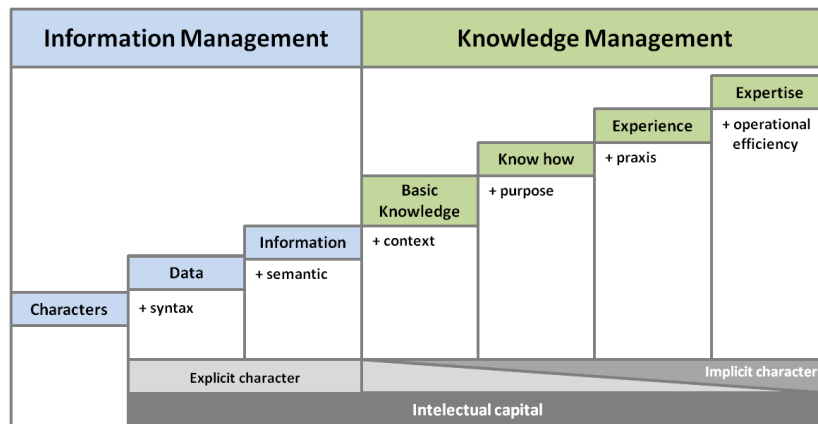 Information Management
Knowledge Management
Expertise
+ operational
efficiency
Experience
+ praxis
Know how
+ purpose
Basic
Knowledge
+ context
Information
+ semantic
Data
+ syntax
Characters
Explicit character
Implicit character
Intelectual capital